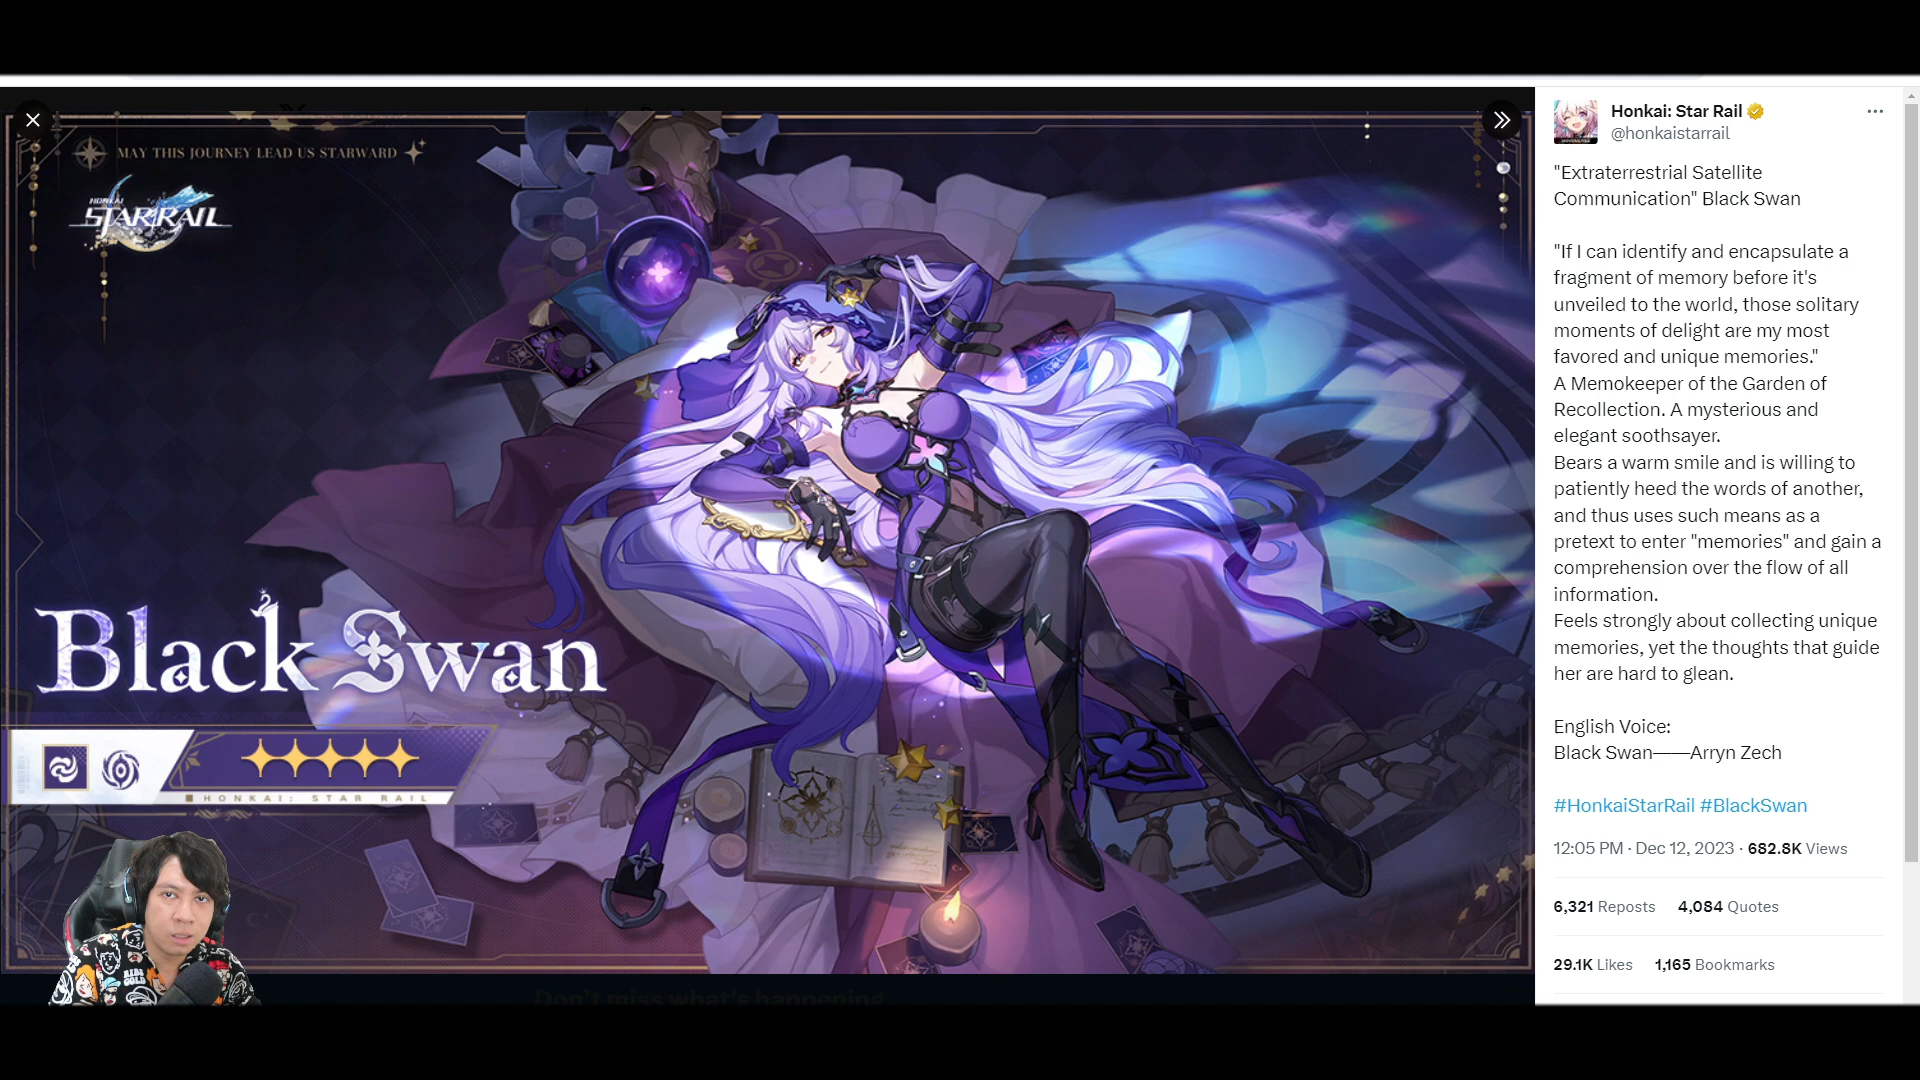 MAY THIS JOURNEY LEAD US STARWARD
HONKAI
STAR RAIL
Black Swan
HONKAI: STAR RAIL
Don't miss what's happening
Honkai: Star Rail
@honkaistarrail
"Extraterrestrial Satellite
Communication" Black Swan
"If I can identify and encapsulate a
fragment of memory before it's
unveiled to the world, those solitary
moments of delight are my most
favored and unique memories."
A Memokeeper of the Garden of
Recollection. A mysterious and
elegant soothsayer.
Bears a warm smile and is willing to
patiently heed the words of another,
and thus uses such means as a
pretext to enter "memories" and gain a
comprehension over the flow of all
information.
Feels strongly about collecting unique
memories, yet the thoughts that guide
her are hard to glean.
English Voice:
Black Swan——Arryn Zech
#HonkaiStarRail #BlackSwan
12:05 PM · Dec 12, 2023 · 682.8K Views
6,321 Reposts 4,084 Quotes
29.1K Likes 1,165 Bookmarks